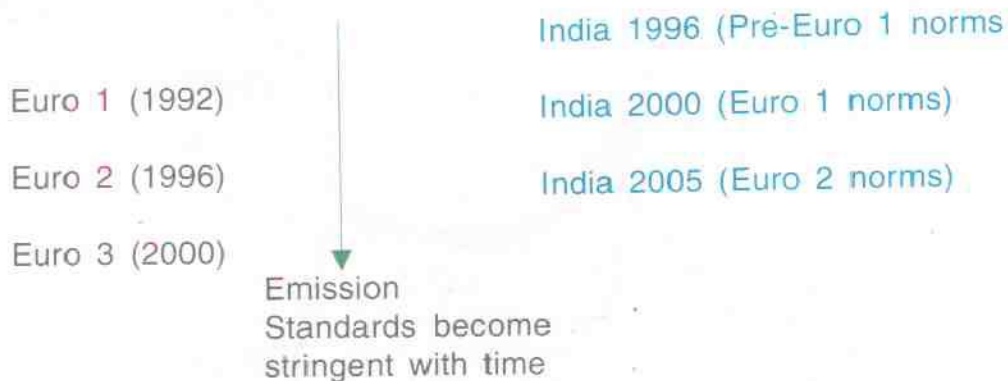 India 1996 (Pre-Euro 1 norms
Euro 1 (1992)
India 2000 (Euro 1 norms)
Euro 2 (1996)
India 2005 (Euro 2 norms)
Euro 3 (2000)
Emission
Standards become
stringent with time